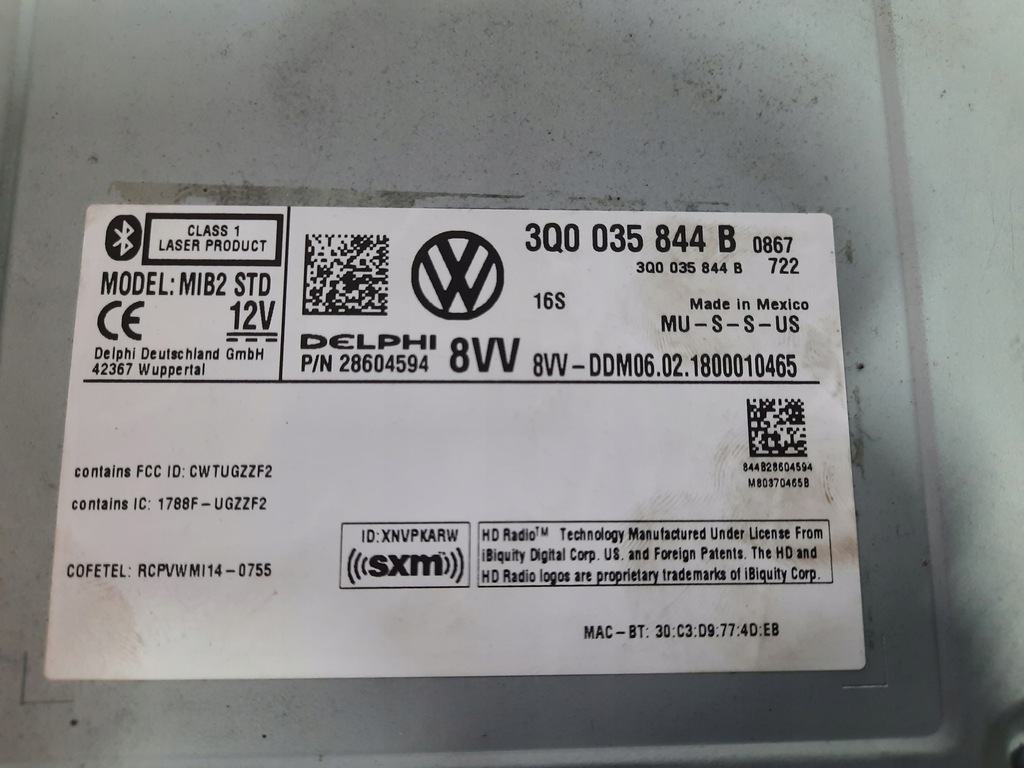 CLASS 1
LASER PRODUCT
MODEL: MIB2 STD
CE 12V
Delphi Deutschland GmbH
42367 Wuppertal
VW
DELPHI
P/N 28604594
3Q0 035 844 B 0867
3Q0 035 844 B 722
16S
Made in Mexico
MU-S-S-US
8VV 8VV-DDM06.02.1800010465
844B28604594
M80370465B
contains FCC ID: CWTUGZZF2
contains IC: 1788F-UGZZF2
COFETEL: RCPVWMI14-0755
ID:XNVPKARW
((SXM))
HD Radio™ Technology Manufactured Under License From
iBiquity Digital Corp. US. and Foreign Patents. The HD and
HD Radio logos are proprietary trademarks of iBiquity Corp.
MAC-BT: 30:C3:D9:77:4D:EB